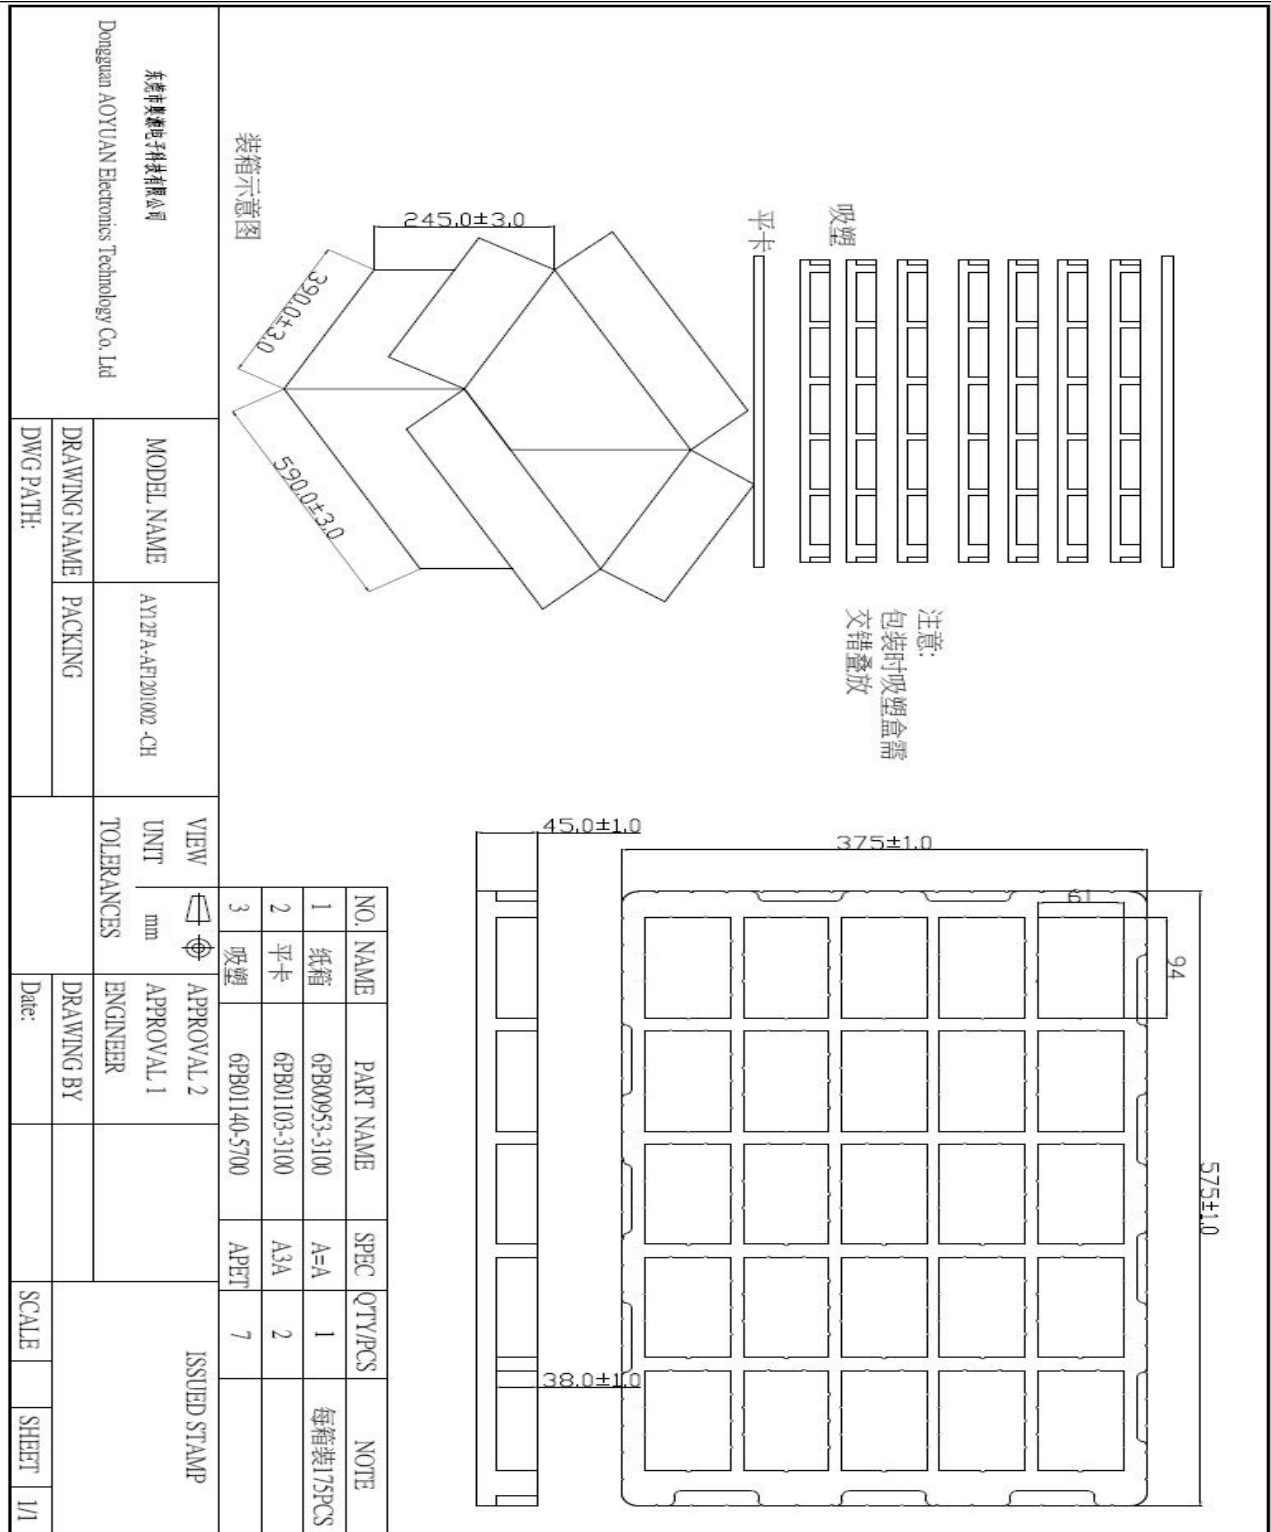 平卡
吸塑
注意:
包装时吸塑盒需
交错叠放
245.0±3.0
390.0±3.0
590.0±3.0
装箱示意图
575±1.0
94
61
375±1.0
45.0±1.0
38.0±1.0
NO. NAME PART NAME SPEC Q'TY/PCS NOTE
1 纸箱 6PB00953-3100 A=A 1 每箱装175PCS
2 平卡 6PB01103-3100 A3A 2
3 吸塑 6PB01140-5700 APET 7
东莞市奥源电子科技有限公司
Dongguan AOYUAN Electronics Technology Co. Ltd
MODEL NAME AY12FA-AF1201002 -CH
DRAWING NAME PACKING
DWG PATH:
VIEW
UNIT mm
TOLERANCES
APPROVAL 2
APPROVAL 1
ENGINEER
DRAWING BY
Date:
ISSUED STAMP
SCALE SHEET 1/1